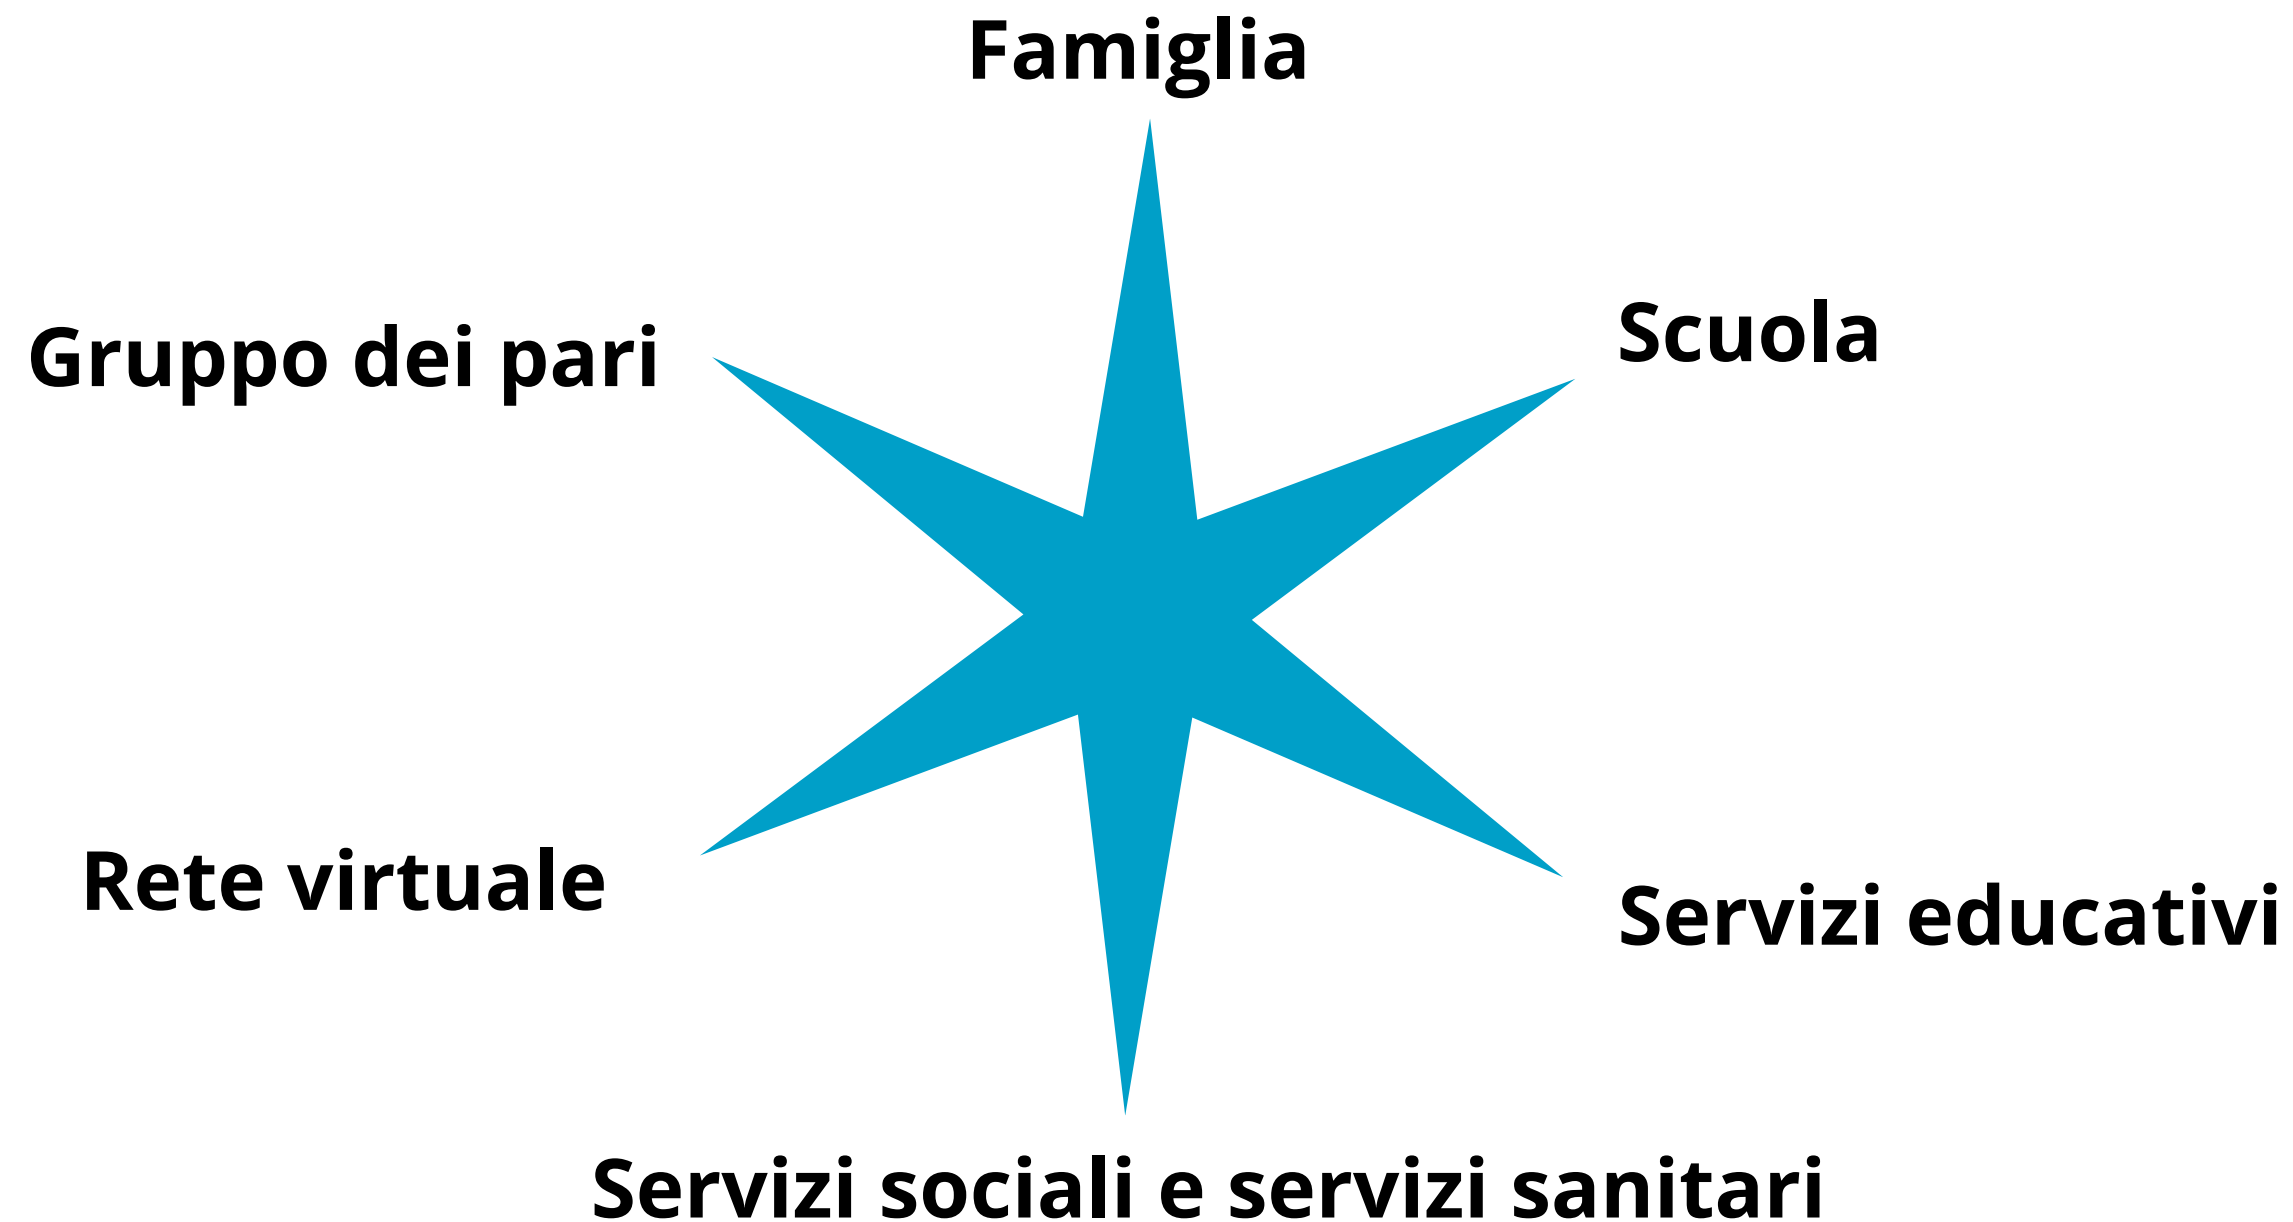 Famiglia
Scuola
Gruppo dei pari
Rete virtuale
Servizi educativi
Servizi sociali e servizi sanitari